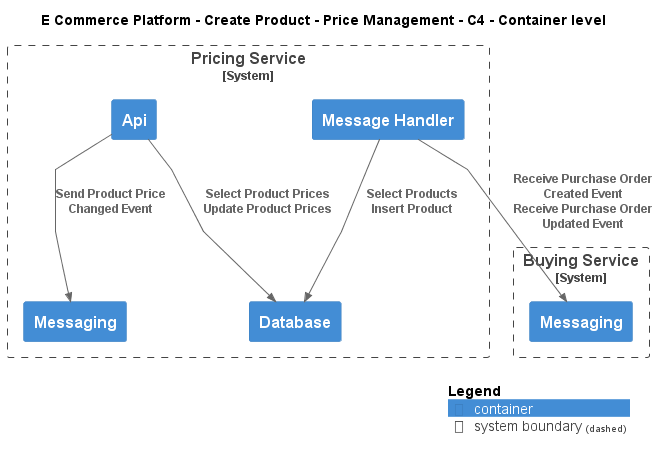 E Commerce Platform - Create Product - Price Management - C4 - Container level
Pricing Service
[System]
Api
Message Handler
Send Product Price
Changed Event
Select Product Prices
Update Product Prices
Select Products
Insert Product
Receive Purchase Order
Created Event
Receive Purchase Order
Updated Event
Buying Service
[System]
Messaging
Database
Messaging
Legend
container
system boundary (dashed)